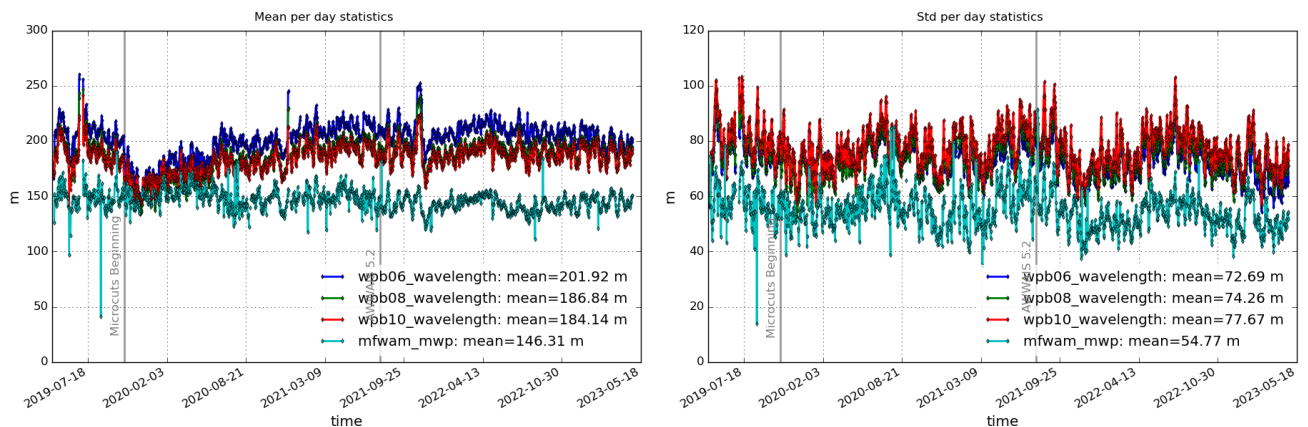 Mean per day statistics
300
250
200
150
100
50
0
m
Microcuts Beginning
AWWAIS 5.2
wpb06_wavelength: mean=201.92 m
wpb08_wavelength: mean=186.84 m
wpb10_wavelength: mean=184.14 m
mfwam_mwp: mean=146.31 m
2019-07-18
2020-02-03
2020-08-21
2021-03-09
2021-09-25
2022-04-13
2022-10-30
2023-05-18
time
Std per day statistics
120
100
80
60
40
20
0
m
Microcuts Beginning
AWWAIS 5.2
wpb06_wavelength: mean=72.69 m
wpb08_wavelength: mean=74.26 m
wpb10_wavelength: mean=77.67 m
mfwam_mwp: mean=54.77 m
2019-07-18
2020-02-03
2020-08-21
2021-03-09
2021-09-25
2022-04-13
2022-10-30
2023-05-18
time